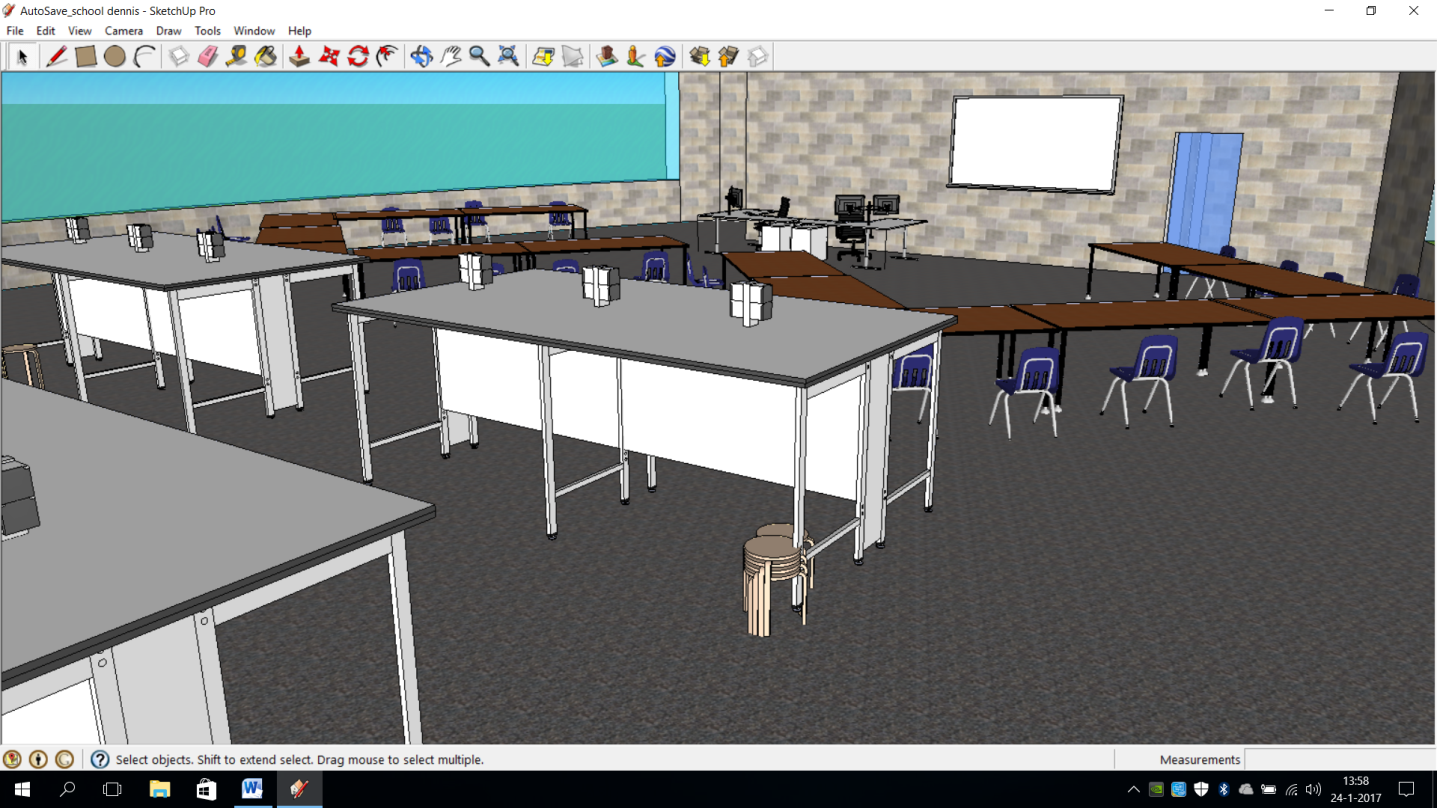 AutoSave_school dennis - SketchUp Pro
File Edit View Camera Draw Tools Window Help
Select objects. Shift to extend select. Drag mouse to select multiple.
Measurements
13:58
24-1-2017